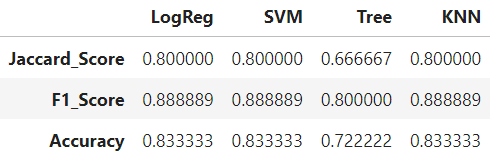 LogReg SVM Tree KNN
Jaccard_Score 0.800000 0.800000 0.666667 0.800000
F1_Score 0.888889 0.888889 0.800000 0.888889
Accuracy 0.833333 0.833333 0.722222 0.833333